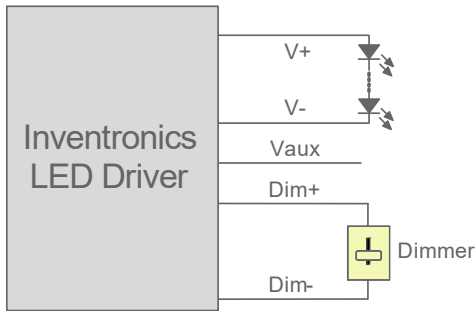 Inventronics
LED Driver
V+
V-
Vaux
Dim+
Dimmer
Dim-